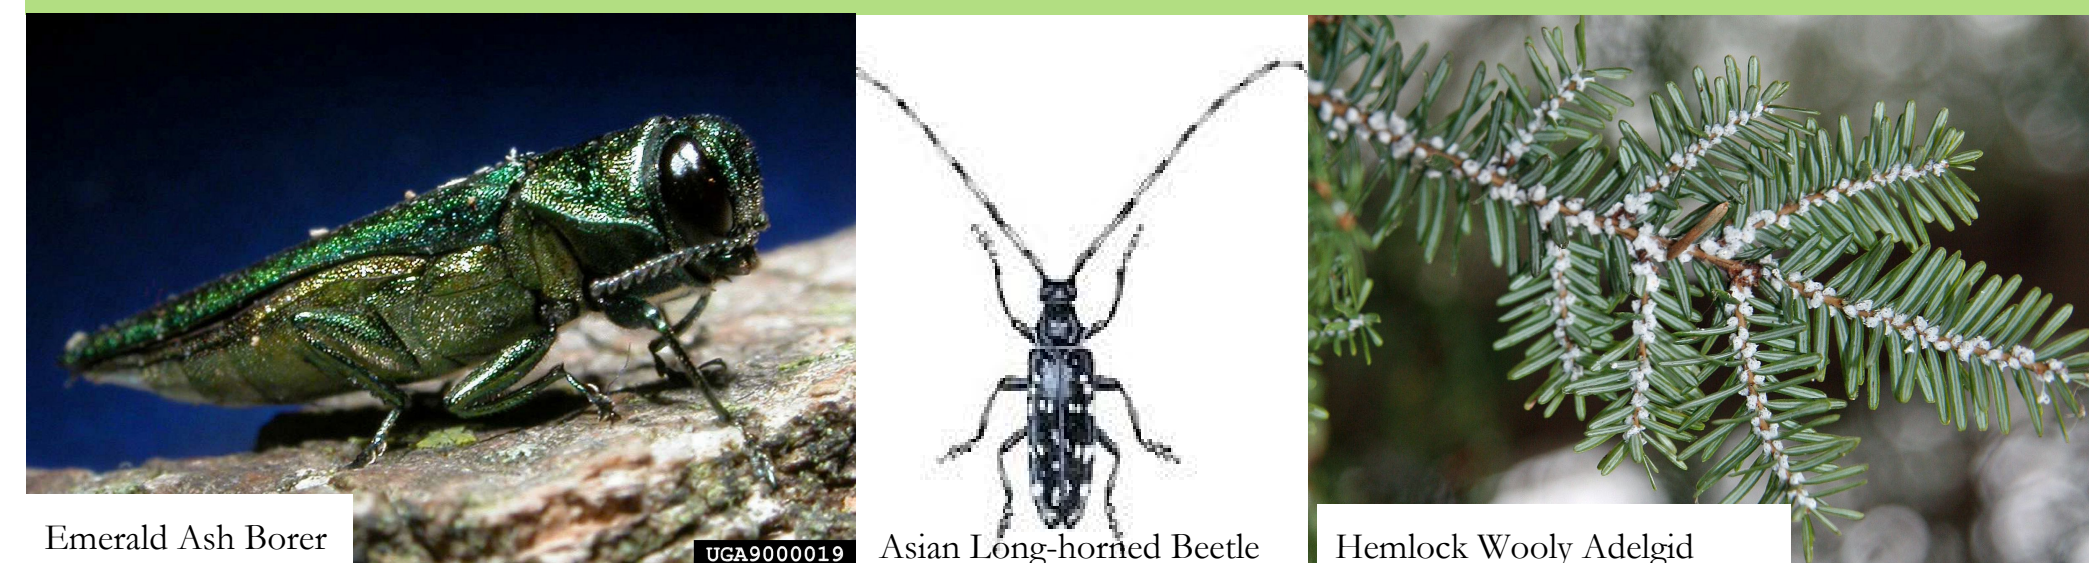 Emerald Ash Borer
UGA9000019
Asian Long-horned Beetle
Hemlock Wooly Adelgid